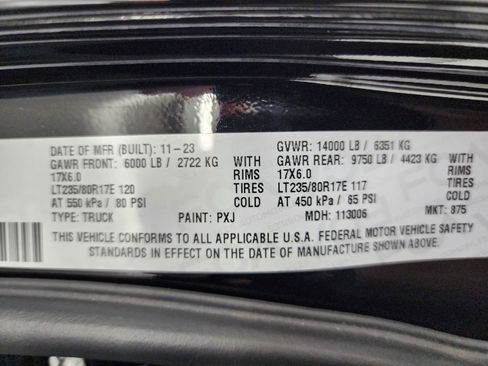 DATE OF MFR (BUILT): 11-23 GVWR: 14000 LB / 6351 KG
GAWR FRONT: 6000 LB / 2722 KG WITH GAWR REAR: 9750 LB / 4423 KG WITH
17X6.0 RIMS 17X6.0 RIMS
LT235/80R17E 120 TIRES LT235/80R17E 117 TIRES
AT 550 kPa / 80 PSI COLD AT 450 kPa / 65 PSI COLD
TYPE: TRUCK PAINT: PXJ MDH: 113006 MKT: 875
THIS VEHICLE CONFORMS TO ALL APPLICABLE U.S.A. FEDERAL MOTOR VEHICLE SAFETY
STANDARDS IN EFFECT ON THE DATE OF MANUFACTURE SHOWN ABOVE.